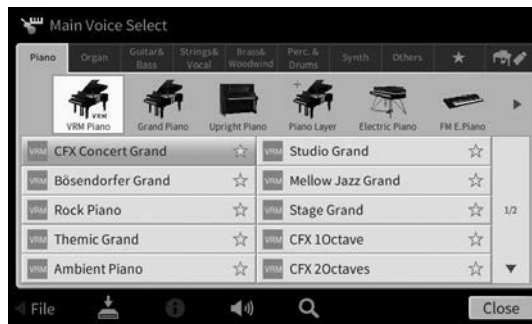 Main Voice Select
Piano
Organ
Guitar&
Bass
Strings&
Vocal
Brass&
Woodwind
Perc. &
Drums
Synth
Others
VRM
VRM Piano
Grand Piano
Upright Piano
Piano Layer
Electric Piano
FM E.Piano
VRM CFX Concert Grand
VRM Studio Grand
VRM Bösendorfer Grand
VRM Mellow Jazz Grand
VRM Rock Piano
VRM Stage Grand
1/2
VRM Themic Grand
VRM CFX 1Octave
VRM Ambient Piano
VRM CFX 2Octaves
File
Close